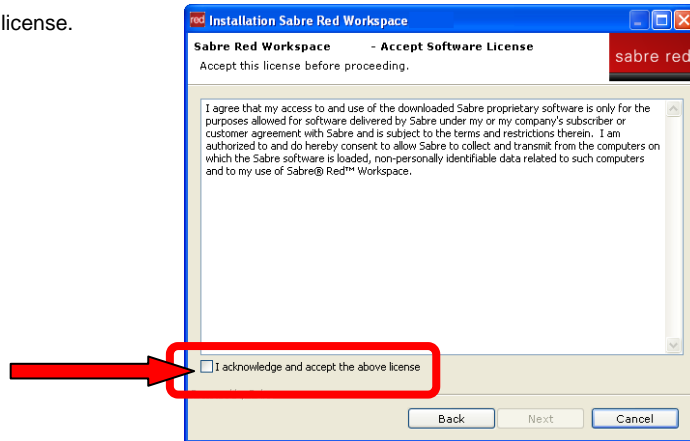 license.
red Installation Sabre Red Workspace
Sabre Red Workspace - Accept Software License
Accept this license before proceeding.
sabre red
I agree that my access to and use of the downloaded Sabre proprietary software is only for the
purposes allowed for software delivered by Sabre under my or my company's subscriber or
customer agreement with Sabre and is subject to the terms and restrictions therein. I am
authorized to and do hereby consent to allow Sabre to collect and transmit from the computers on
which the Sabre software is loaded, non-personally identifiable data related to such computers
and to my use of Sabre® Red™ Workspace.
I acknowledge and accept the above license
Back Next Cancel